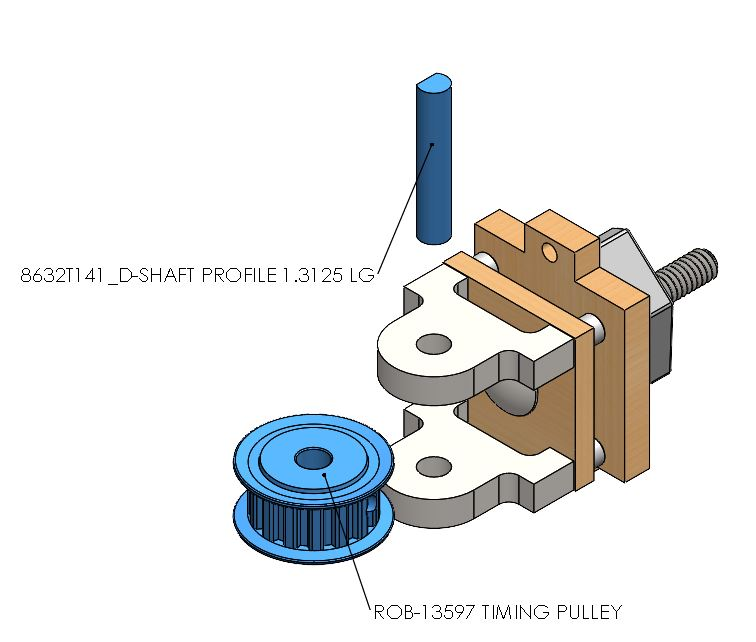 8632T141_D-SHAFT PROFILE 1.3125 LG
ROB-13597 TIMING PULLEY